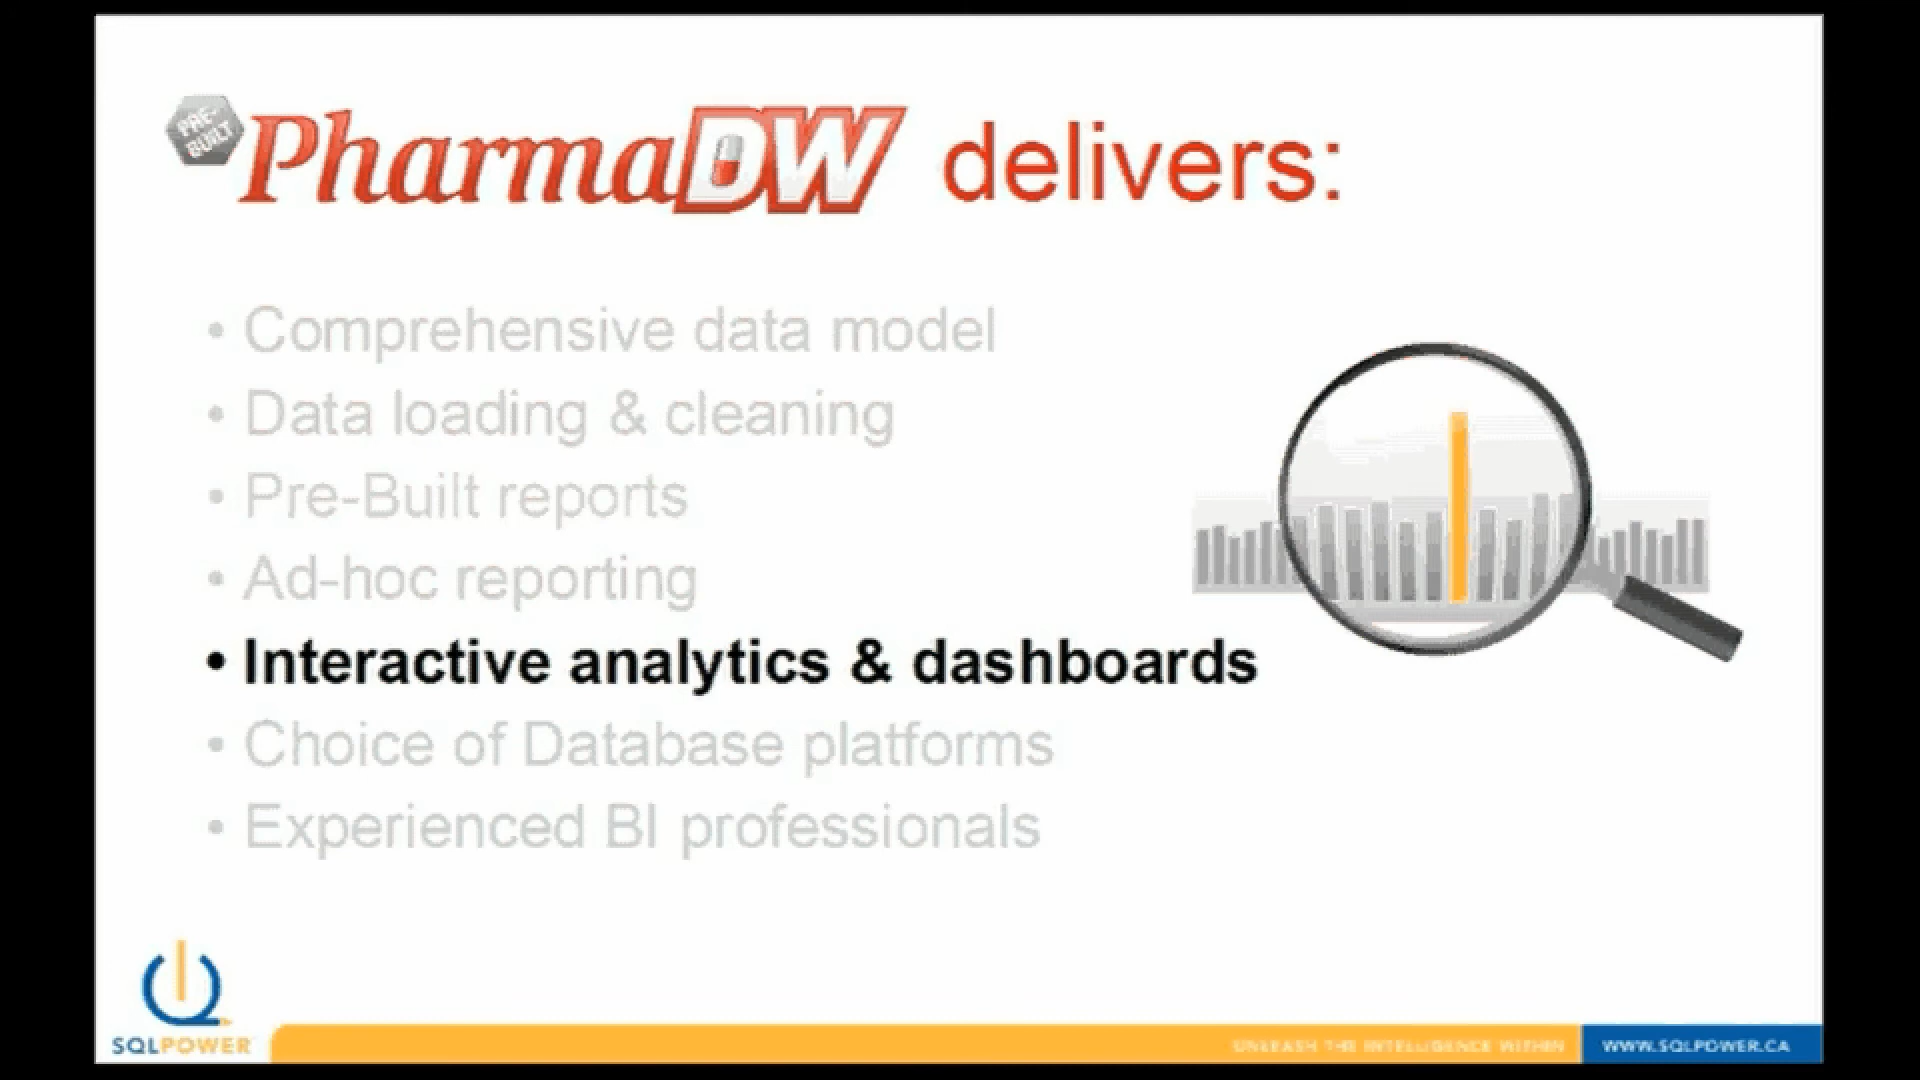 PRE-BUILT
PharmaDW delivers:
• Comprehensive data model
• Data loading & cleaning
• Pre-Built reports
• Ad-hoc reporting
• Interactive analytics & dashboards
• Choice of Database platforms
• Experienced BI professionals
SQLPOWER
UNLEASH THE INTELLIGENCE WITHIN
WWW.SQLPOWER.CA